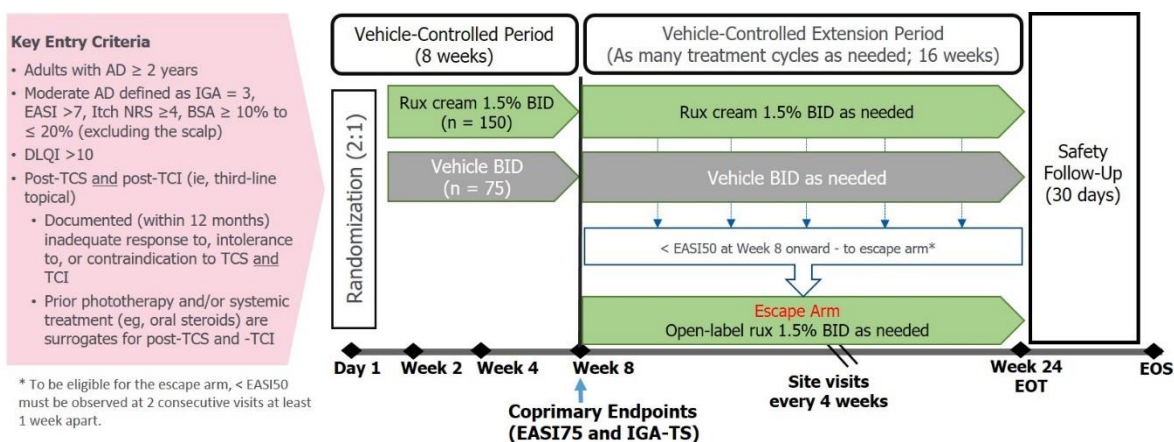 Key Entry Criteria
• Adults with AD ≥ 2 years
• Moderate AD defined as IGA = 3,
EASI >7, Itch NRS ≥4, BSA ≥ 10% to
≤ 20% (excluding the scalp)
• DLQI >10
• Post-TCS and post-TCI (ie, third-line
topical)
• Documented (within 12 months)
inadequate response to, intolerance
to, or contraindication to TCS and
TCI
• Prior phototherapy and/or systemic
treatment (eg, oral steroids) are
surrogates for post-TCS and -TCI
* To be eligible for the escape arm, < EASI50
must be observed at 2 consecutive visits at least
1 week apart.
Randomization (2:1)
Vehicle-Controlled Period
(8 weeks)
Rux cream 1.5% BID
(n = 150)
Vehicle BID
(n = 75)
Vehicle-Controlled Extension Period
(As many treatment cycles as needed; 16 weeks)
Rux cream 1.5% BID as needed
Vehicle BID as needed
< EASI50 at Week 8 onward - to escape arm*
Escape Arm
Open-label rux 1.5% BID as needed
Safety
Follow-Up
(30 days)
Day 1
Week 2
Week 4
Week 8
Site visits
every 4 weeks
Week 24
EOT
EOS
Coprimary Endpoints
(EASI75 and IGA-TS)